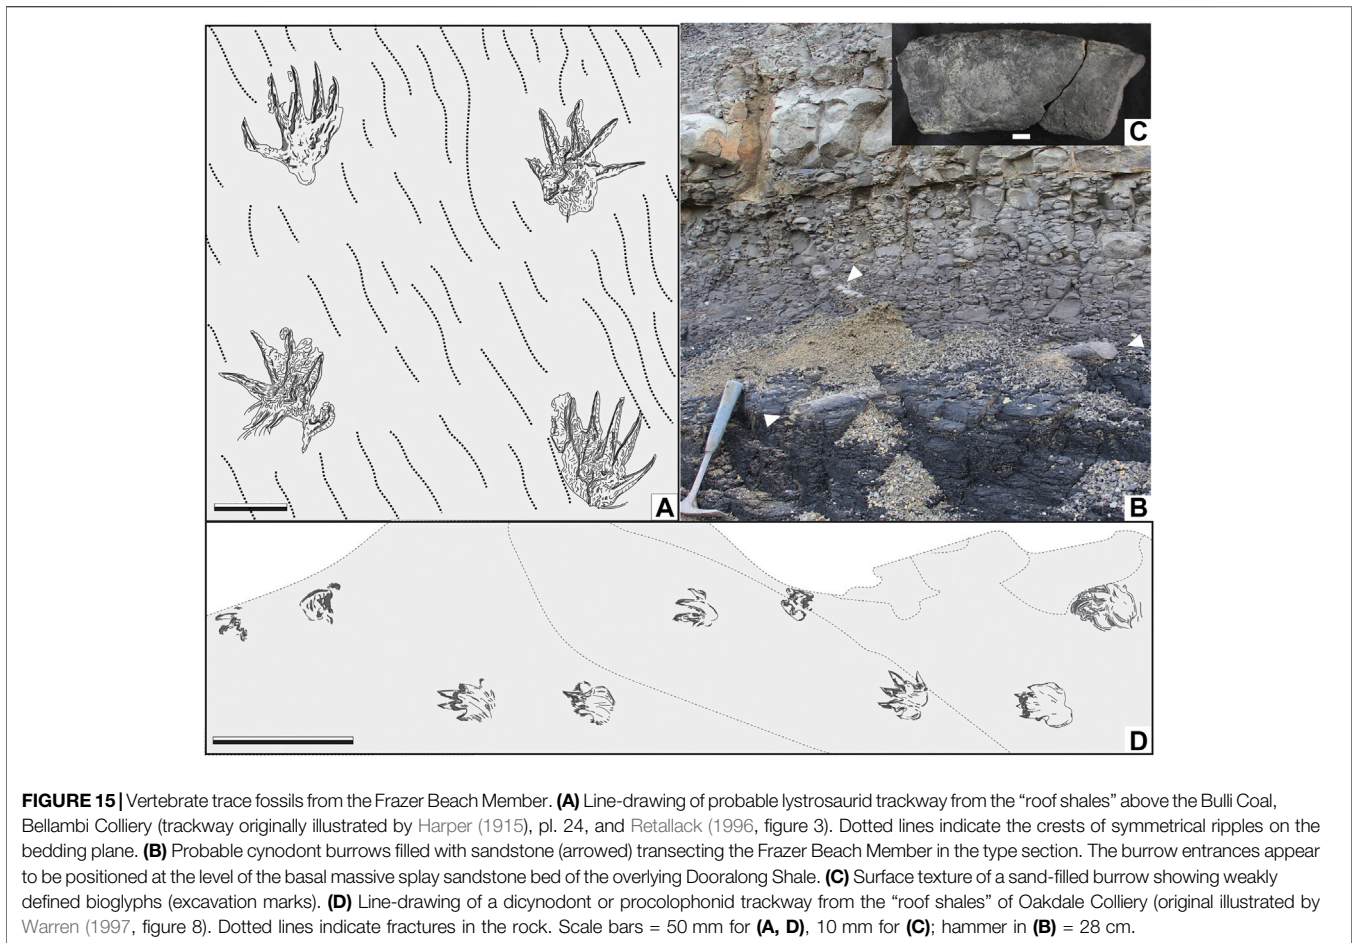 C
A
B
D
FIGURE 15 | Vertebrate trace fossils from the Frazer Beach Member. (A) Line-drawing of probable lystrosaurid trackway from the “roof shales” above the Bulli Coal,
Bellambi Colliery (trackway originally illustrated by Harper (1915), pl. 24, and Retallack (1996, figure 3). Dotted lines indicate the crests of symmetrical ripples on the
bedding plane. (B) Probable cynodont burrows filled with sandstone (arrowed) transecting the Frazer Beach Member in the type section. The burrow entrances appear
to be positioned at the level of the basal massive splay sandstone bed of the overlying Dooralong Shale. (C) Surface texture of a sand-filled burrow showing weakly
defined bioglyphs (excavation marks). (D) Line-drawing of a dicynodont or procolophonid trackway from the “roof shales” of Oakdale Colliery (original illustrated by
Warren (1997, figure 8). Dotted lines indicate fractures in the rock. Scale bars = 50 mm for (A, D), 10 mm for (C); hammer in (B) = 28 cm.